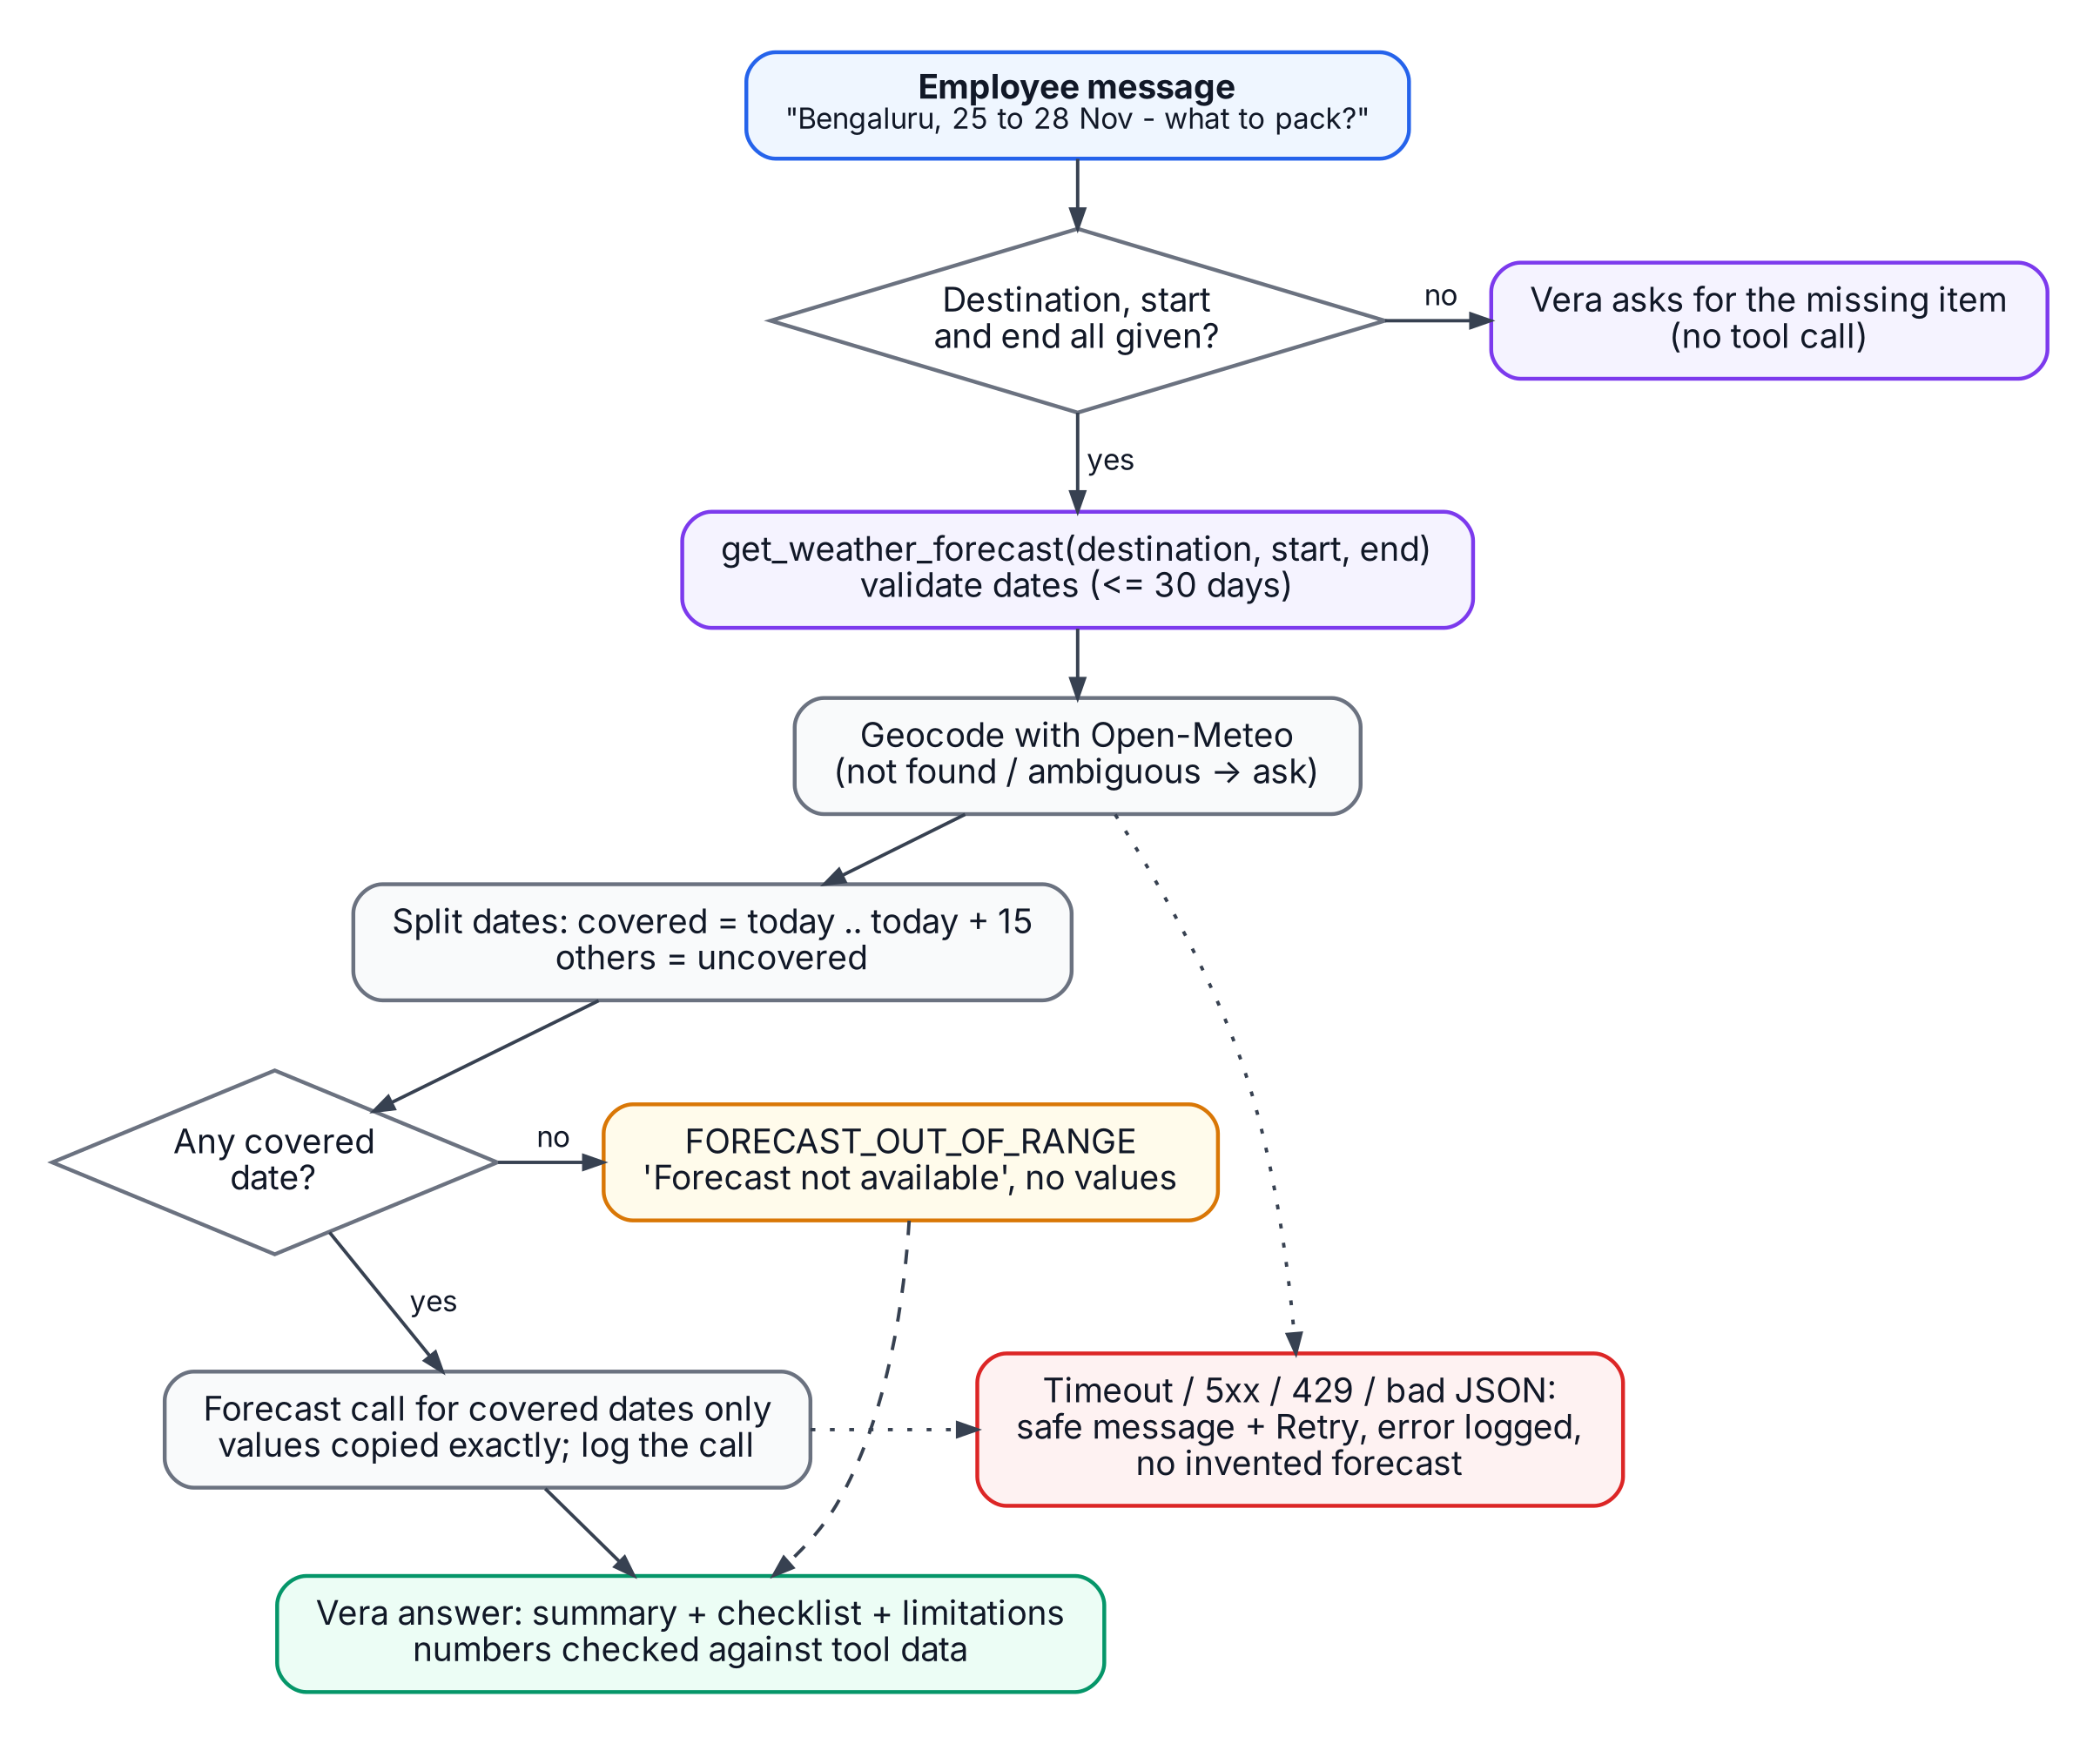 Employee message
"Bengaluru, 25 to 28 Nov - what to pack?"
Destination, start
and end all given?
no
Vera asks for the missing item
(no tool call)
yes
get_weather_forecast(destination, start, end)
validate dates (<= 30 days)
Geocode with Open-Meteo
(not found / ambiguous → ask)
Split dates: covered = today .. today + 15
others = uncovered
Any covered
date?
no
FORECAST_OUT_OF_RANGE
'Forecast not available', no values
yes
Forecast call for covered dates only
values copied exactly; log the call
Timeout / 5xx / 429 / bad JSON:
safe message + Retry, error logged,
no invented forecast
Vera answer: summary + checklist + limitations
numbers checked against tool data